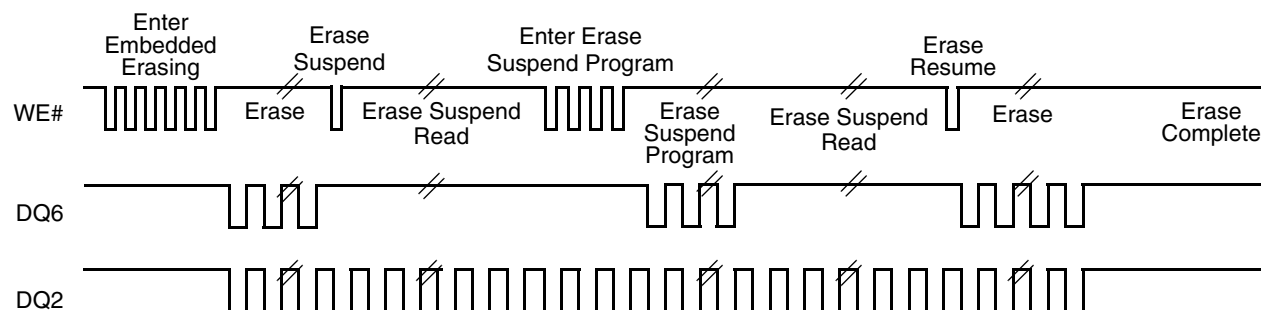 Enter
Embedded
Erasing
Erase
Suspend
Enter Erase
Suspend Program
Erase
Resume
WE#
Erase
Erase Suspend
Read
Erase
Suspend
Program
Erase Suspend
Read
Erase
Erase
Complete
DQ6
DQ2